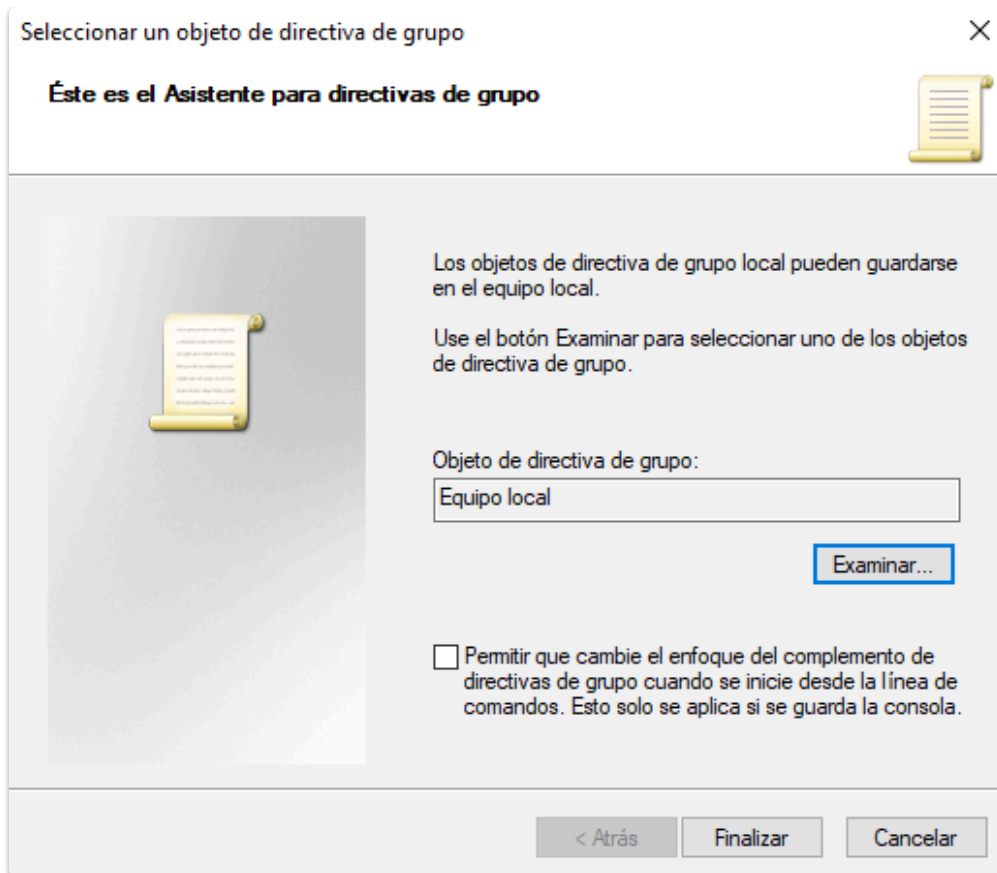 Seleccionar un objeto de directiva de grupo
Éste es el Asistente para directivas de grupo
Los objetos de directiva de grupo local pueden guardarse
en el equipo local.
Use el botón Examinar para seleccionar uno de los objetos
de directiva de grupo.
Objeto de directiva de grupo:
Equipo local
Examinar...
Permitir que cambie el enfoque del complemento de
directivas de grupo cuando se inicie desde la línea de
comandos. Esto solo se aplica si se guarda la consola.
< Atrás
Finalizar
Cancelar